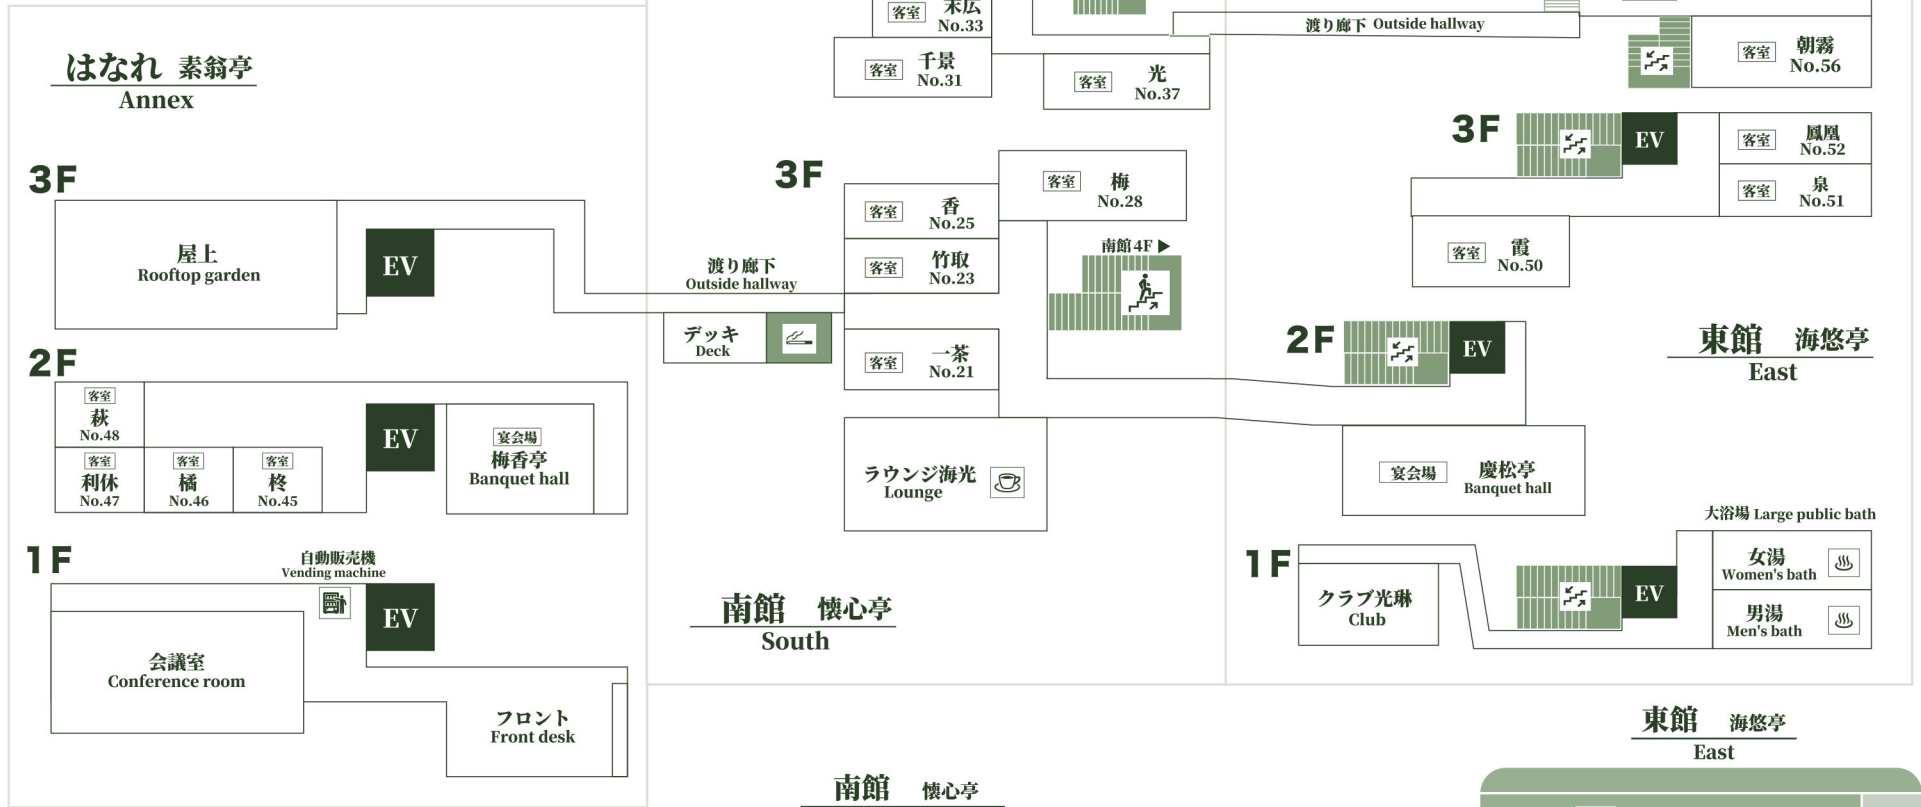 はなれ 素翁亭
Annex
3F
屋上
Rooftop garden
EV
2F
客室
萩
No.48
客室
利休
No.47
客室
橘
No.46
客室
柊
No.45
EV
宴会場
梅香亭
Banquet hall
1F
自動販売機
Vending machine
EV
会議室
Conference room
フロント
Front desk
客室 末広
No.33
客室 千景
No.31
客室 光
No.37
3F
客室 梅
No.28
客室 香
No.25
客室 竹取
No.23
渡り廊下
Outside hallway
デッキ
Deck
客室 一茶
No.21
南館4F ▶
ラウンジ海光
Lounge
南館 懐心亭
South
渡り廊下 Outside hallway
客室 朝霧
No.56
3F
EV
客室 鳳凰
No.52
客室 泉
No.51
客室 霞
No.50
2F
EV
東館 海悠亭
East
宴会場 慶松亭
Banquet hall
大浴場 Large public bath
1F
クラブ光琳
Club
EV
女湯
Women's bath
男湯
Men's bath
南館 懐心亭
東館 海悠亭
East